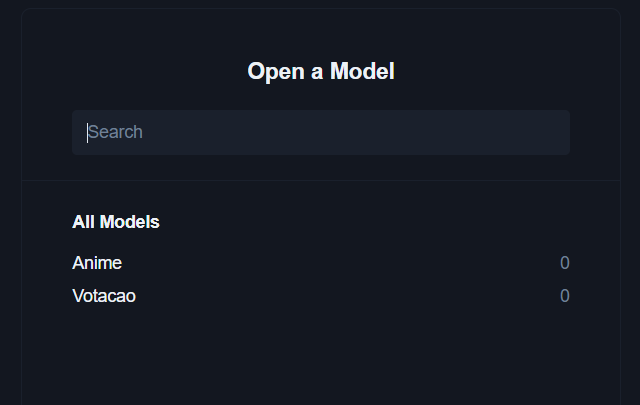 Open a Model
Search
All Models
Anime 0
Votacao 0